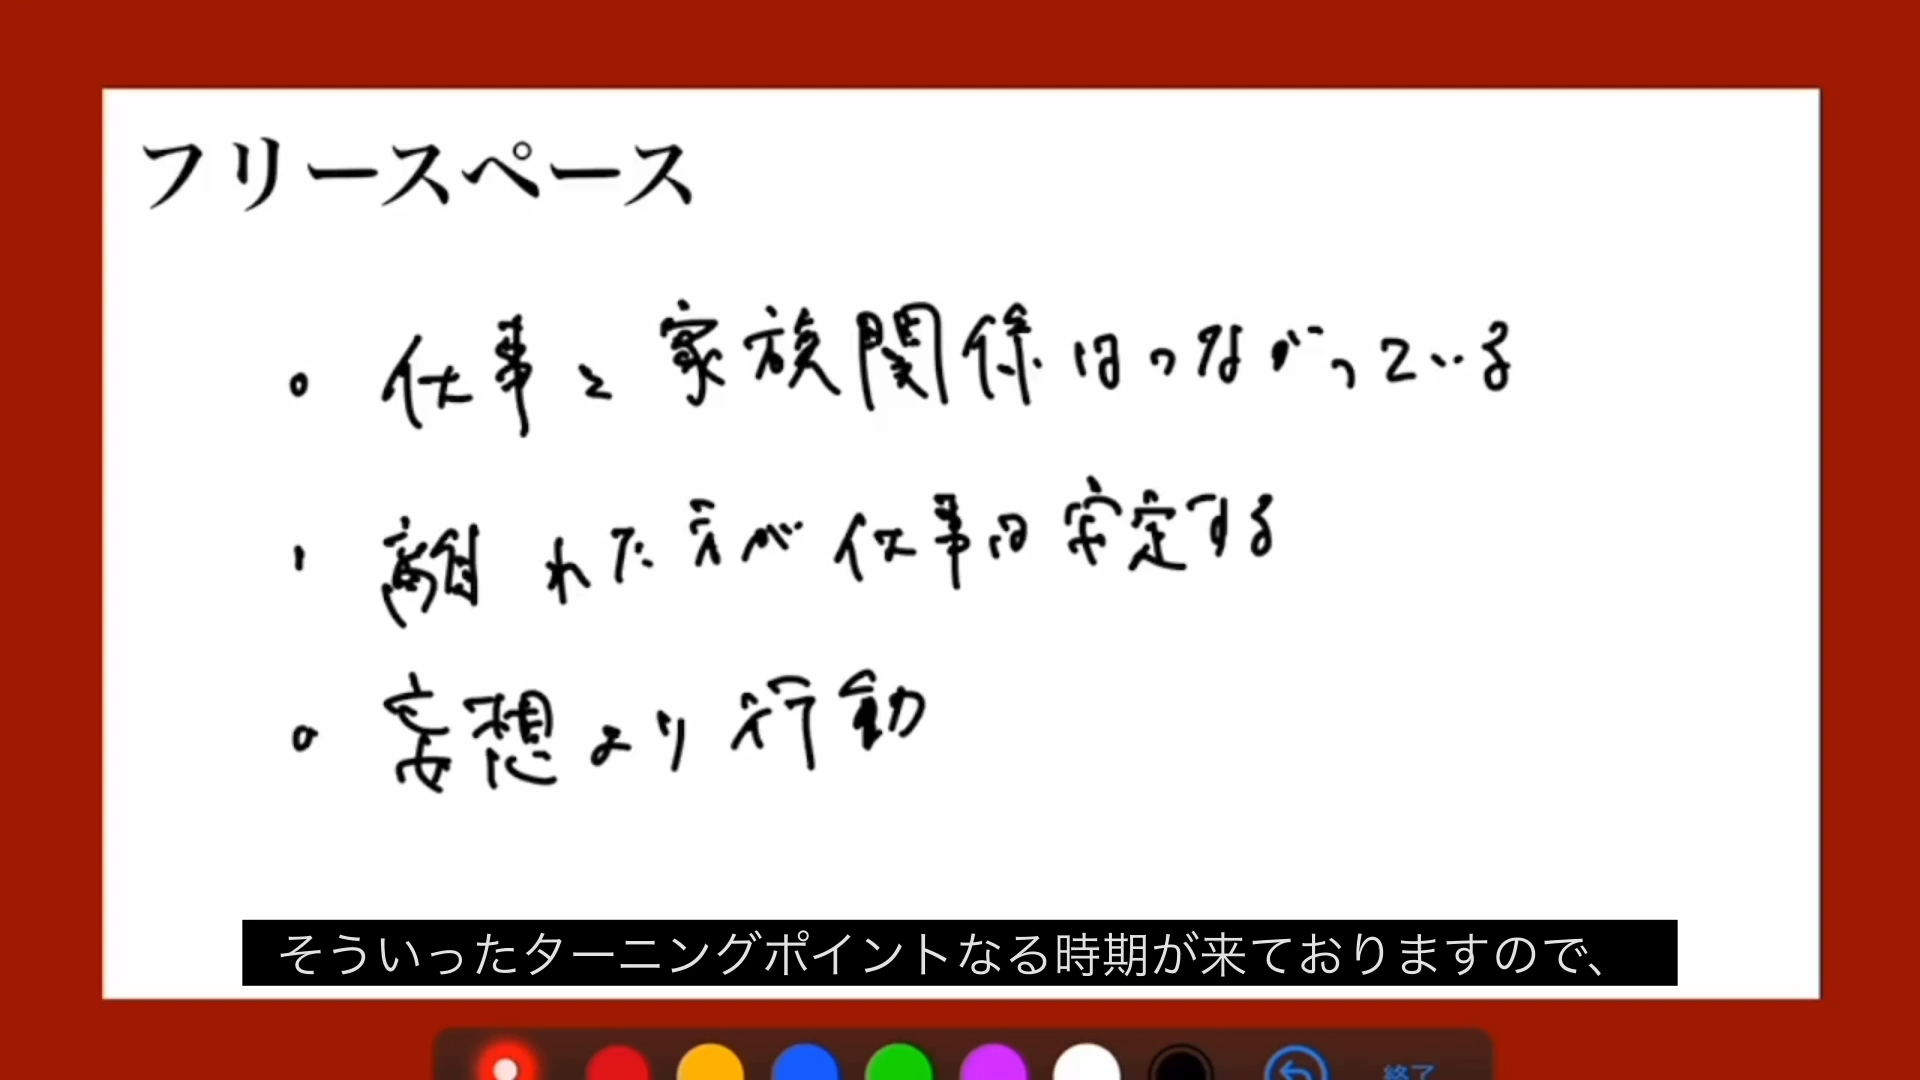 フリースペース
仕事と家族関係はつながっている
離れた方が仕事は安定する
妄想より行動
そういったターニングポイントなる時期が来ておりますので、
終了